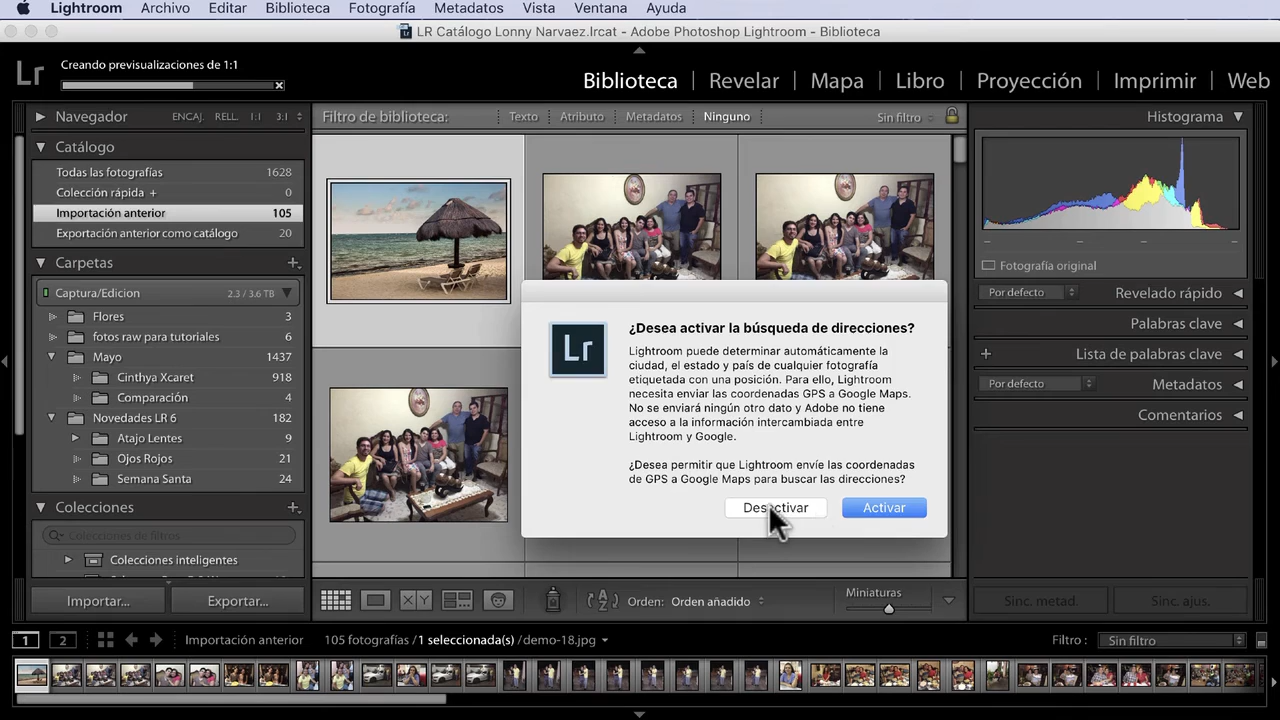 Lightroom Archivo Editar Biblioteca Fotografía Metadatos Vista Ventana Ayuda
LR Catálogo Lonny Narvaez.lrcat - Adobe Photoshop Lightroom - Biblioteca
Lr
Creando previsualizaciones de 1:1
Biblioteca | Revelar | Mapa | Libro | Proyección | Imprimir | Web
Navegador ENCAJ. RELL. 1:1 3:1
Filtro de biblioteca: Texto Atributo Metadatos Ninguno Sin filtro
Histograma
Catálogo
Todas las fotografías 1628
Colección rápida + 0
Importación anterior 105
Exportación anterior como catálogo 20
Carpetas
Captura/Edicion 2.3 / 3.6 TB
Flores 3
fotos raw para tutoriales 6
Mayo 1437
Cinthya Xcaret 918
Comparación 4
Novedades LR 6 182
Atajo Lentes 9
Ojos Rojos 21
Semana Santa 24
Colecciones
Colecciones de filtros
Colecciones inteligentes
Importar...
Exportar...
¿Desea activar la búsqueda de direcciones?
Lr
Lightroom puede determinar automáticamente la
ciudad, el estado y país de cualquier fotografía
etiquetada con una posición. Para ello, Lightroom
necesita enviar las coordenadas GPS a Google Maps.
No se enviará ningún otro dato y Adobe no tiene
acceso a la información intercambiada entre
Lightroom y Google.
¿Desea permitir que Lightroom envíe las coordenadas
de GPS a Google Maps para buscar las direcciones?
Desactivar
Activar
Fotografía original
Por defecto Revelado rápido
Palabras clave
Lista de palabras clave
Por defecto Metadatos
Comentarios
XY
Orden: Orden añadido
Miniaturas
Sinc. metad.
Sinc. ajus.
1 2 Importación anterior 105 fotografías /1 seleccionada(s) /demo-18.jpg
Filtro : Sin filtro